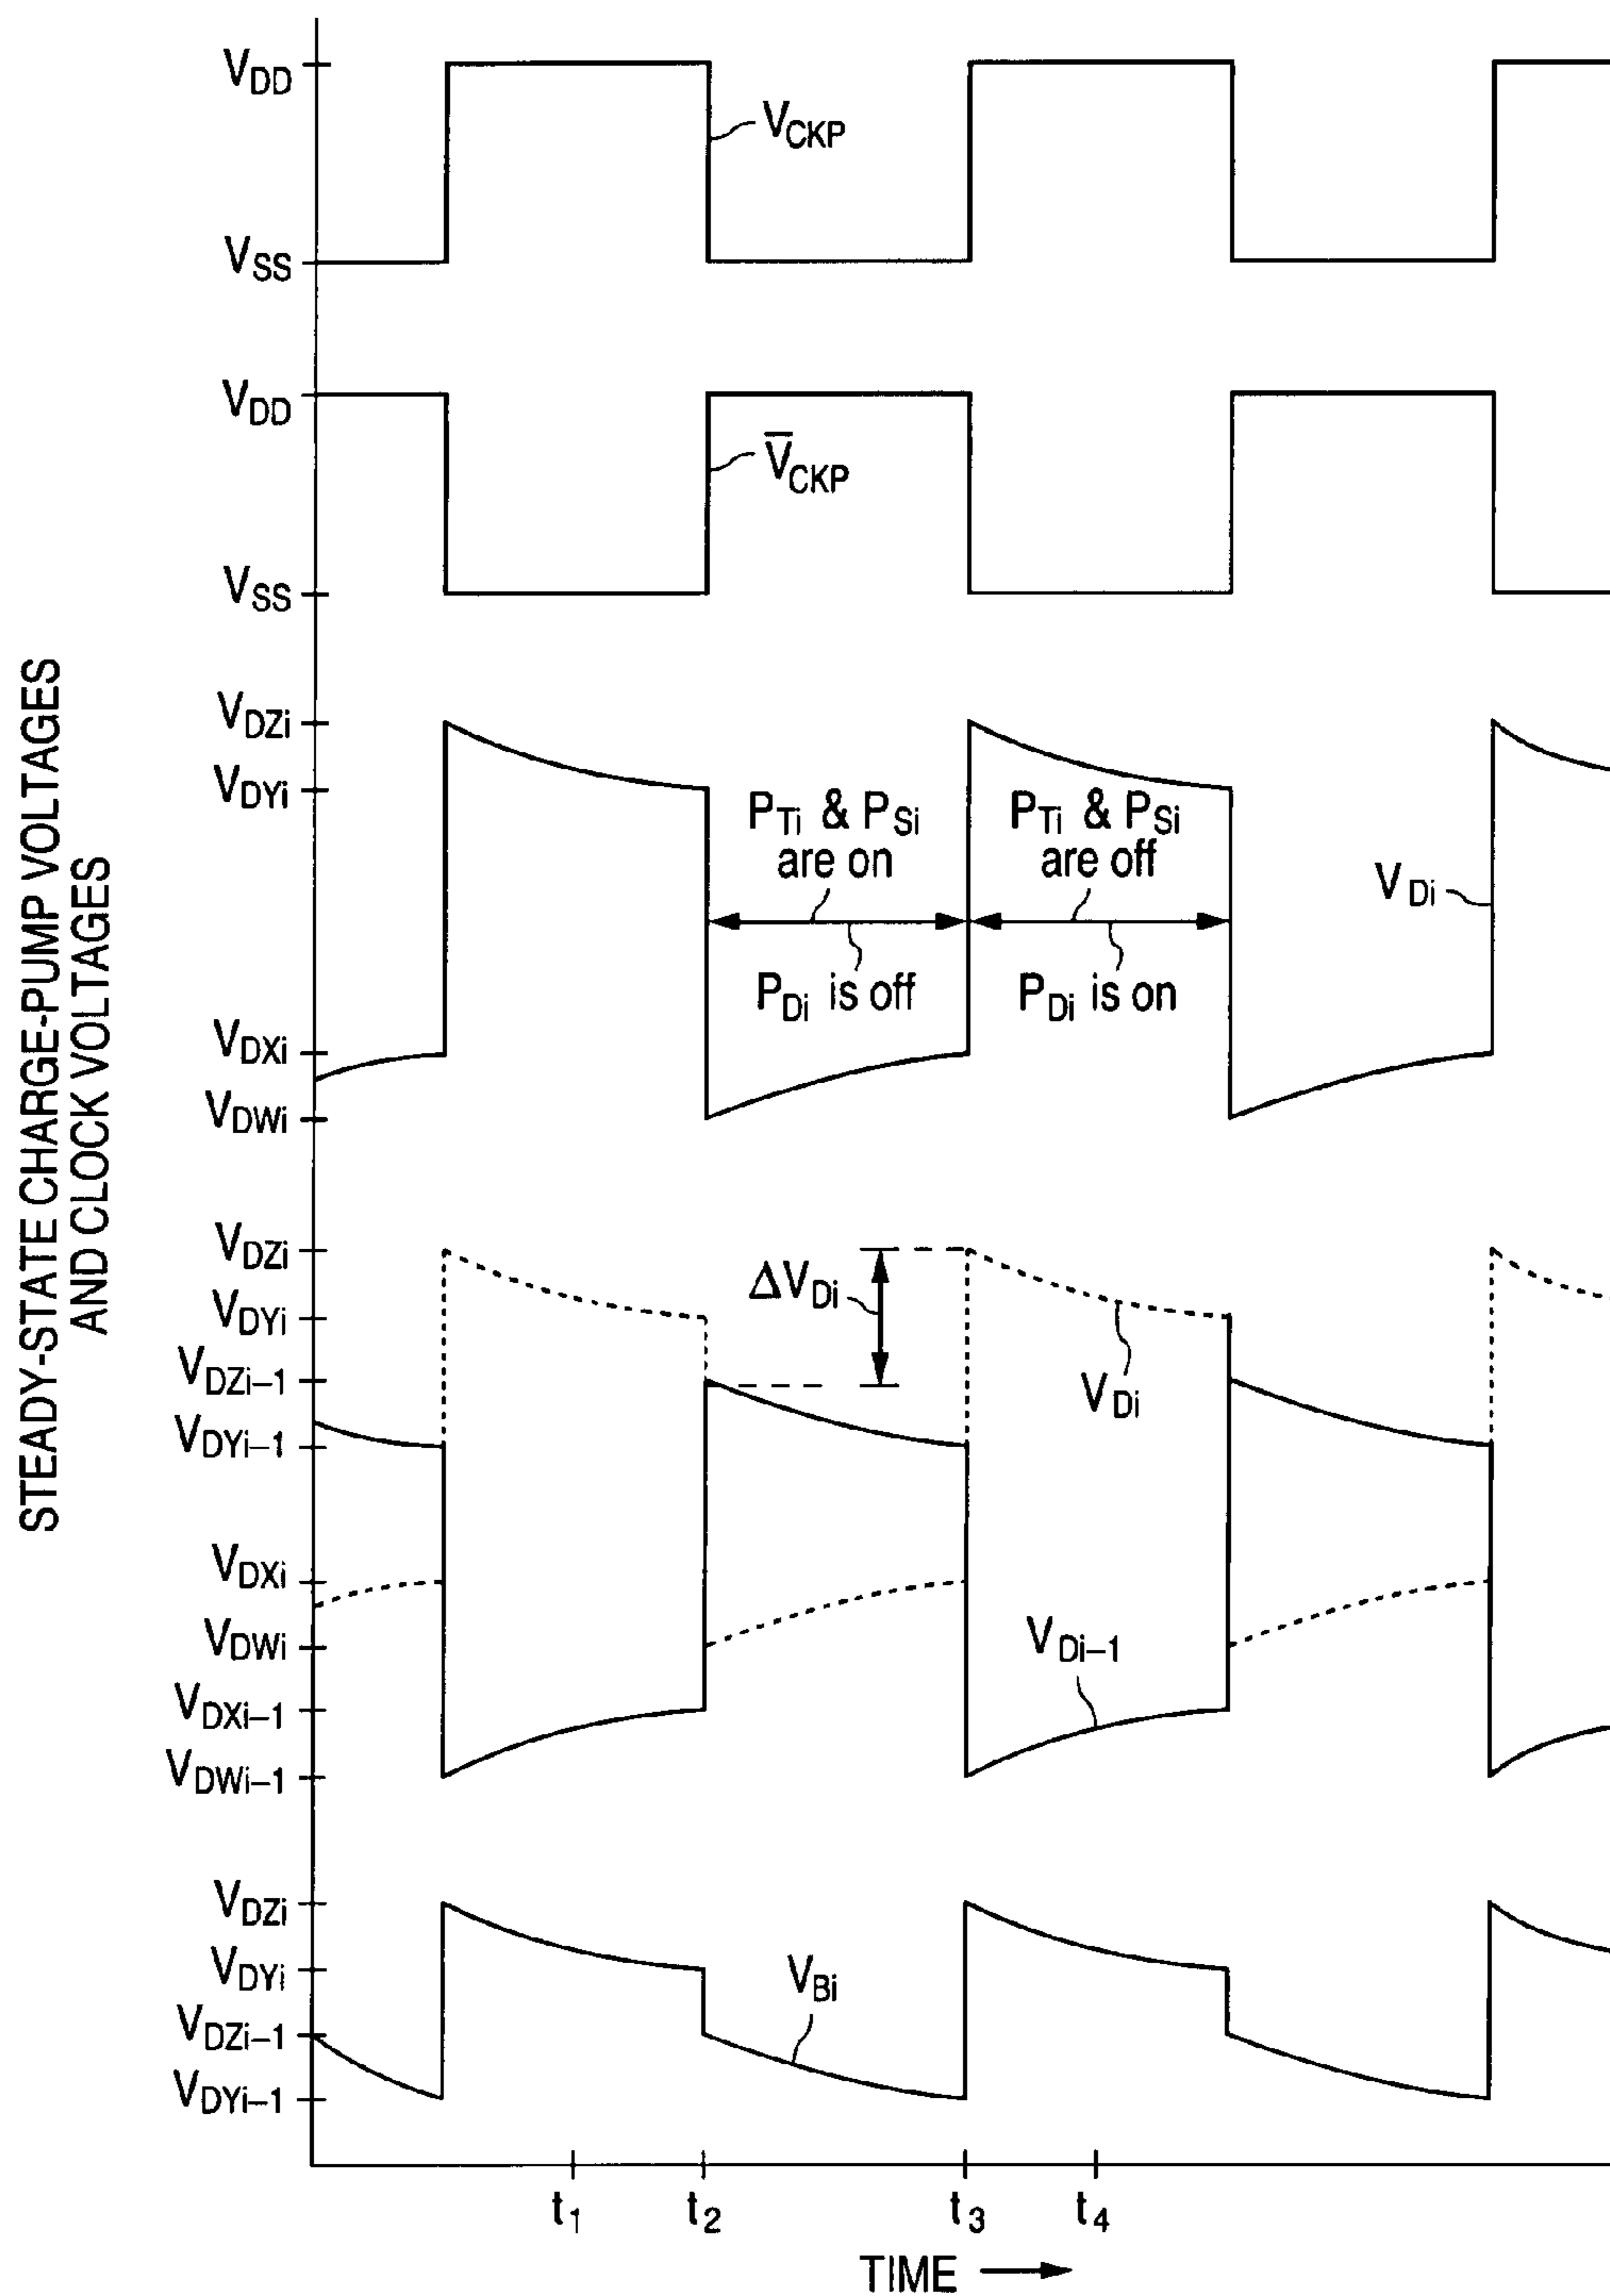 STEADY-STATE CHARGE-PUMP VOLTAGES
AND CLOCK VOLTAGES
VDD
VCKP
VSS
VDD
V̅CKP
VSS
VDZi
VDYi
PTi & PSi
are on
PTi & PSi
are off
VDi
PDi is off
PDi is on
VDXi
VDWi
VDZi
ΔVDi
VDYi
VDZi–1
VDi
VDYi–1
VDXi
VDWi
VDi–1
VDXi–1
VDWi–1
VDZi
VDYi
VBi
VDZi–1
VDYi–1
t1 t2 t3 t4
TIME